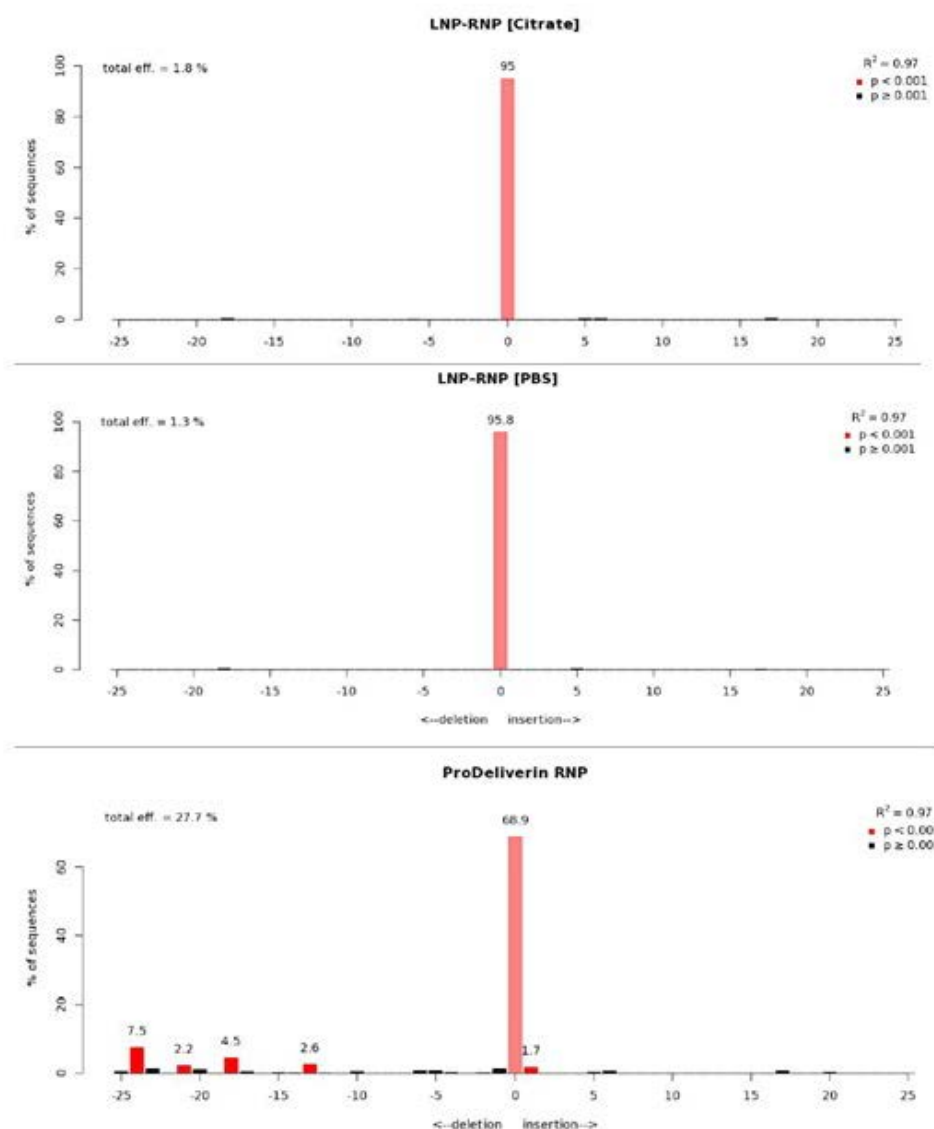 LNP-RNP [Citrate]
total eff. = 1.8 %
R² = 0.97
p < 0.001
p ≥ 0.001
% of sequences
100
80
60
40
20
0
95
-25 -20 -15 -10 -5 0 5 10 15 20 25
LNP-RNP [PBS]
total eff. = 1.3 %
R² = 0.97
p < 0.001
p ≥ 0.001
% of sequences
100
80
60
40
20
0
95.8
-25 -20 -15 -10 -5 0 5 10 15 20 25
<--deletion insertion-->
ProDeliverin RNP
total eff. = 27.7 %
R² = 0.97
p < 0.00
p ≥ 0.00
% of sequences
60
40
20
0
68.9
7.5 2.2 4.5 2.6 1.7
-25 -20 -15 -10 -5 0 5 10 15 20 25
<--deletion insertion-->